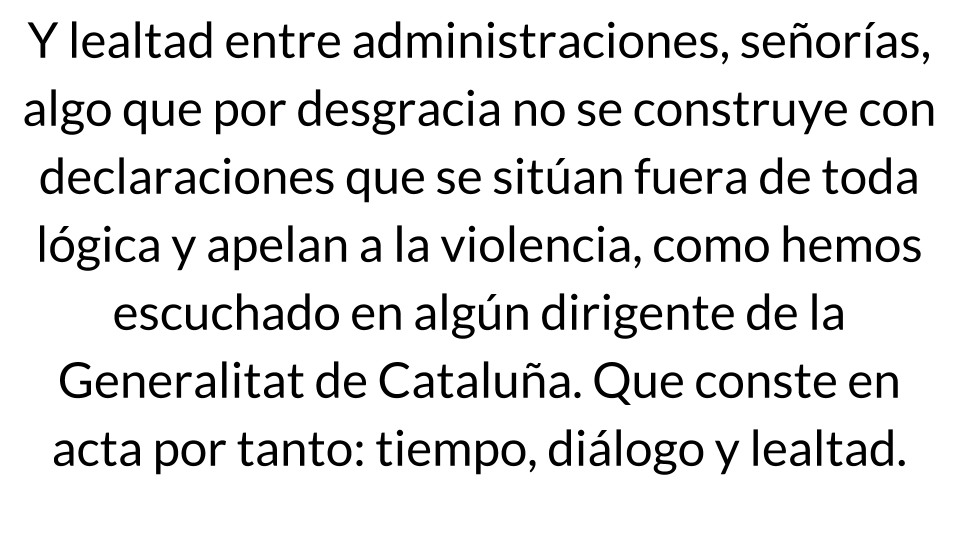 Y lealtad entre administraciones, señorías,
algo que por desgracia no se construye con
declaraciones que se sitúan fuera de toda
lógica y apelan a la violencia, como hemos
escuchado en algún dirigente de la
Generalitat de Cataluña. Que conste en
acta por tanto: tiempo, diálogo y lealtad.